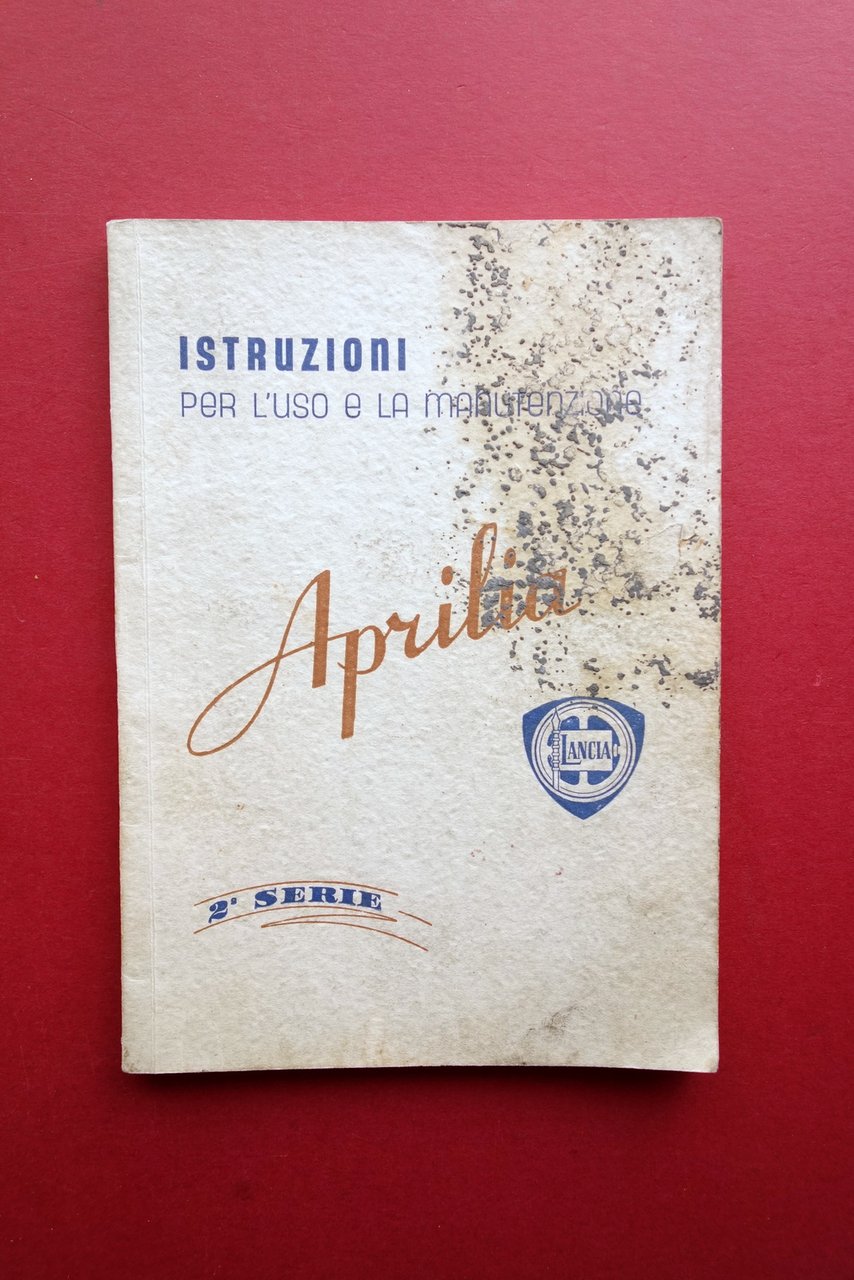 ISTRUZIONI
PER L'USO E LA MANUTENZIONE
Aprilia
LANCIA
2ª SERIE